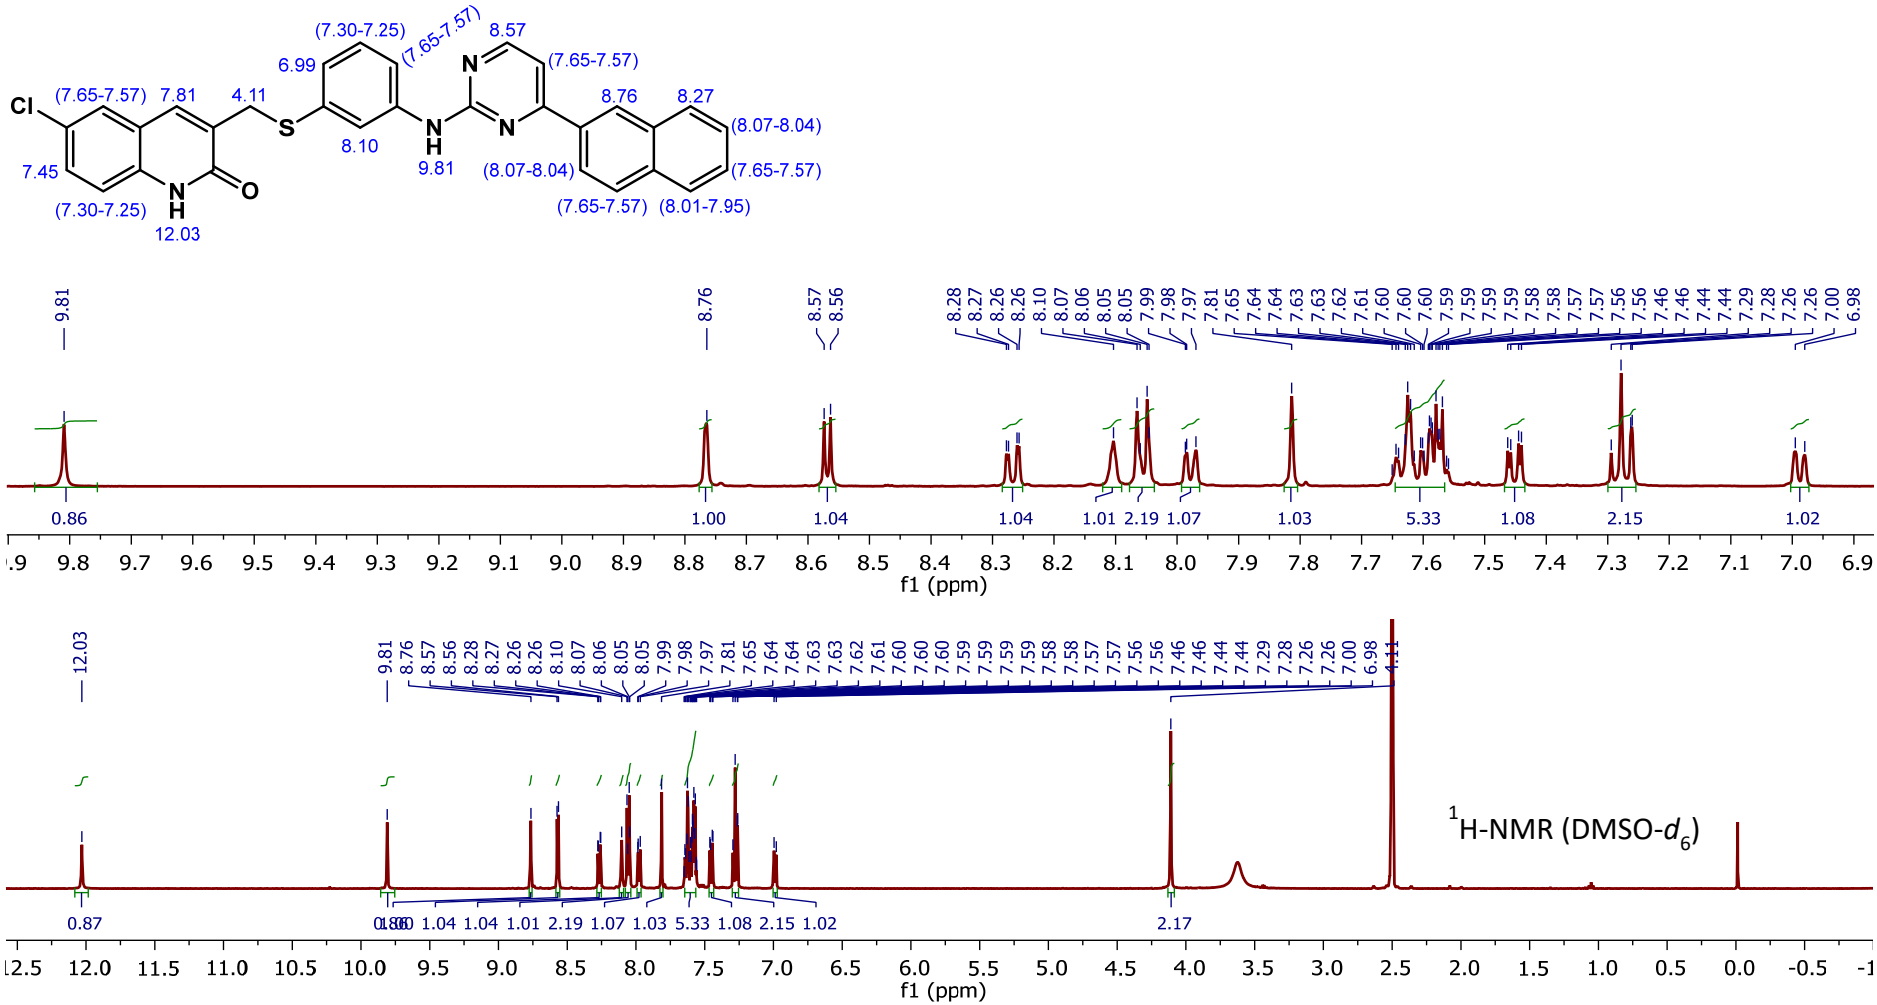 (7.30-7.25) (7.65-7.57) 8.57
6.99 N (7.65-7.57)
Cl (7.65-7.57) 7.81 4.11 8.76 8.27
S N (8.07-8.04)
8.10 N H 9.81 (8.07-8.04) (7.65-7.57)
7.45 N H O
(7.30-7.25) (7.65-7.57) (8.01-7.95)
12.03
9.81 8.76 8.57 8.56 8.28 8.27 8.26 8.26 8.10 8.07 8.06 8.05 8.05 7.99 7.98 7.97 7.81 7.65 7.64 7.64 7.63 7.63 7.62 7.61 7.60 7.60 7.60 7.59 7.59 7.59 7.59 7.58 7.58 7.57 7.57 7.56 7.56 7.46 7.46 7.44 7.44 7.29 7.28 7.26 7.26 7.00 6.98
0.86 1.00 1.04 1.04 1.01 2.19 1.07 1.03 5.33 1.08 2.15 1.02
.9 9.8 9.7 9.6 9.5 9.4 9.3 9.2 9.1 9.0 8.9 8.8 8.7 8.6 8.5 8.4 8.3 8.2 8.1 8.0 7.9 7.8 7.7 7.6 7.5 7.4 7.3 7.2 7.1 7.0 6.9
f1 (ppm)
12.03 9.81 8.76 8.57 8.56 8.28 8.27 8.26 8.26 8.10 8.07 8.06 8.05 8.05 7.99 7.98 7.97 7.81 7.65 7.64 7.64 7.63 7.63 7.62 7.61 7.60 7.60 7.60 7.59 7.59 7.59 7.59 7.58 7.58 7.57 7.57 7.56 7.56 7.46 7.46 7.44 7.44 7.29 7.28 7.26 7.26 7.00 6.98 4.11
1H-NMR (DMSO-d6)
0.87 0.86 1.00 1.04 1.04 1.01 2.19 1.07 1.03 5.33 1.08 2.15 1.02 2.17
12.5 12.0 11.5 11.0 10.5 10.0 9.5 9.0 8.5 8.0 7.5 7.0 6.5 6.0 5.5 5.0 4.5 4.0 3.5 3.0 2.5 2.0 1.5 1.0 0.5 0.0 -0.5 -1
f1 (ppm)